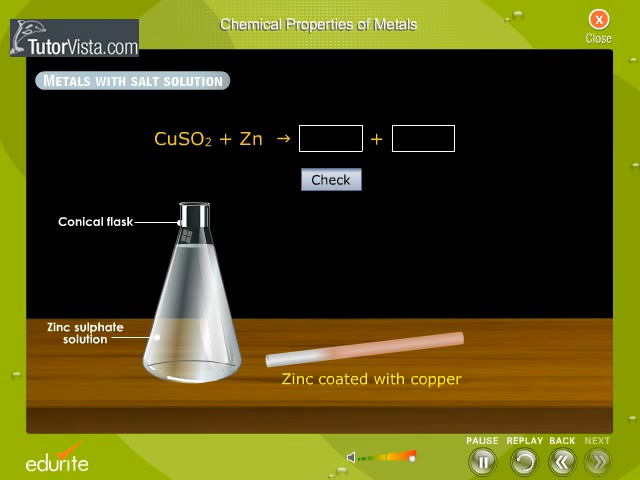 Chemical Properties of Metals
X
Close
TutorVista.com
METALS WITH SALT SOLUTION
CuSO₂ + Zn → +
Check
Conical flask
Zinc sulphate
solution
Zinc coated with copper
PAUSE REPLAY BACK NEXT
edurite